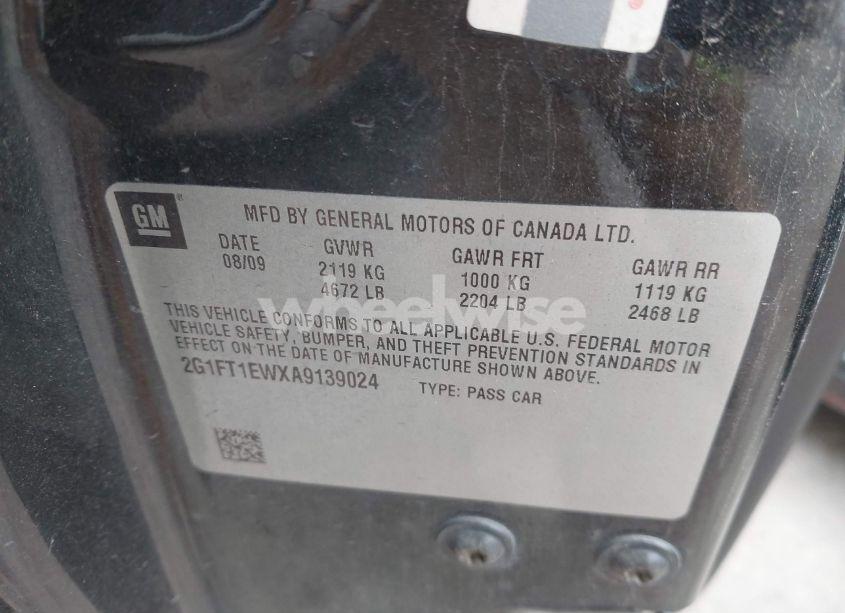 GM
MFD BY GENERAL MOTORS OF CANADA LTD.
DATE GVWR GAWR FRT GAWR RR
08/09 2119 KG 1000 KG 1119 KG
4672 LB 2204 LB 2468 LB
THIS VEHICLE CONFORMS TO ALL APPLICABLE U.S. FEDERAL MOTOR
VEHICLE SAFETY, BUMPER, AND THEFT PREVENTION STANDARDS IN
EFFECT ON THE DATE OF MANUFACTURE SHOWN ABOVE.
2G1FT1EWXA9139024 TYPE: PASS CAR
wheelwise